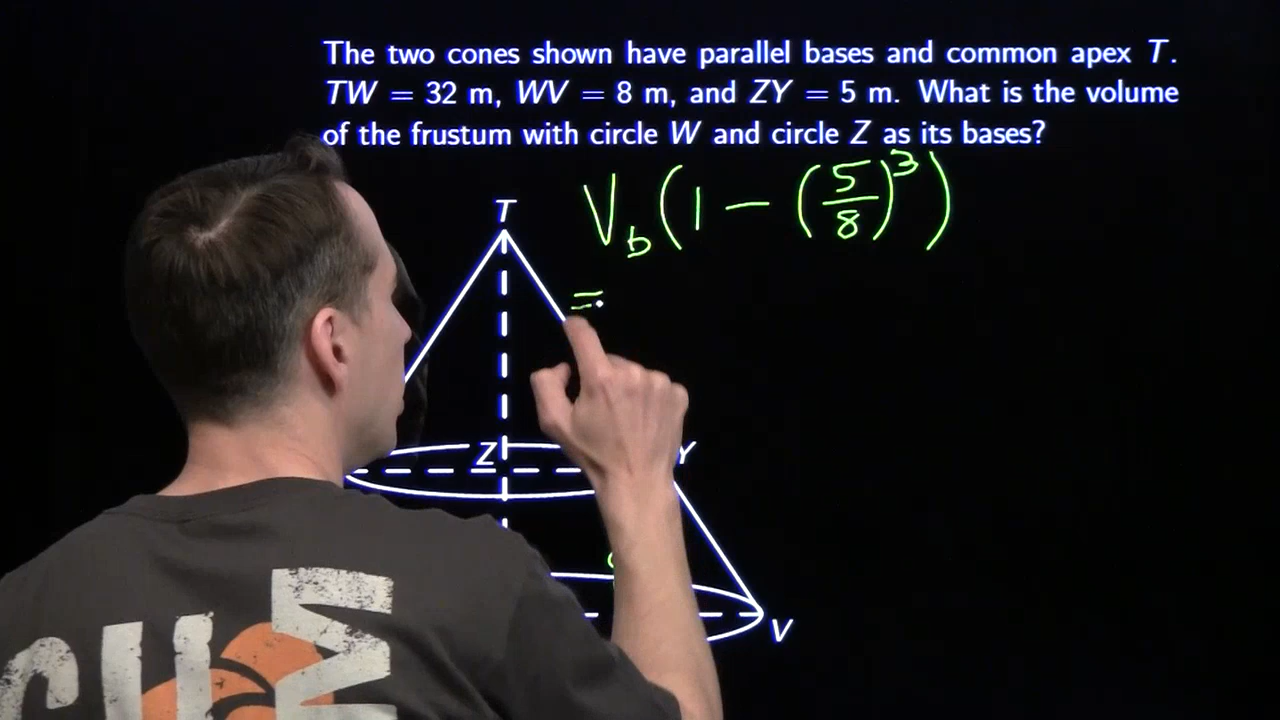 The two cones shown have parallel bases and common apex T.
TW = 32 m, WV = 8 m, and ZY = 5 m. What is the volume
of the frustum with circle W and circle Z as its bases?
V_b(1 − (5/8)^3)
=
T
Z
Y
V